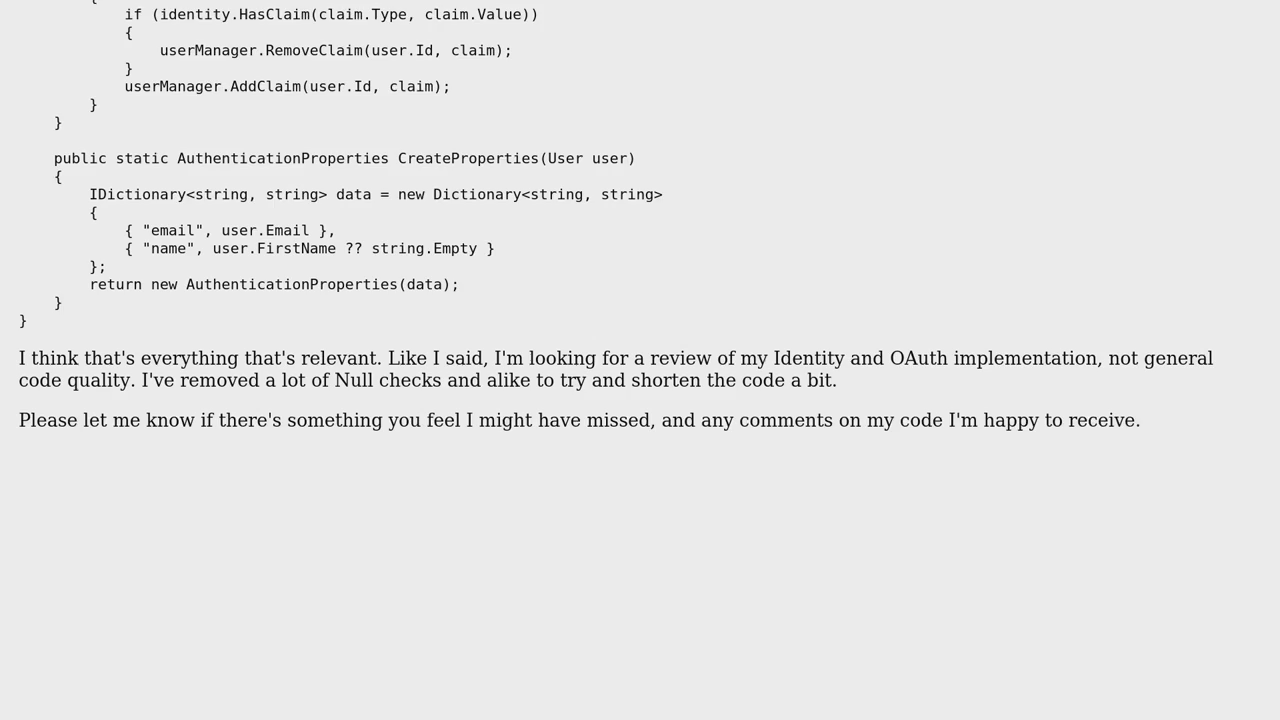 {
if (identity.HasClaim(claim.Type, claim.Value))
{
userManager.RemoveClaim(user.Id, claim);
}
userManager.AddClaim(user.Id, claim);
}
}
public static AuthenticationProperties CreateProperties(User user)
{
IDictionary<string, string> data = new Dictionary<string, string>
{
{ "email", user.Email },
{ "name", user.FirstName ?? string.Empty }
};
return new AuthenticationProperties(data);
}
}
I think that's everything that's relevant. Like I said, I'm looking for a review of my Identity and OAuth implementation, not general
code quality. I've removed a lot of Null checks and alike to try and shorten the code a bit.
Please let me know if there's something you feel I might have missed, and any comments on my code I'm happy to receive.